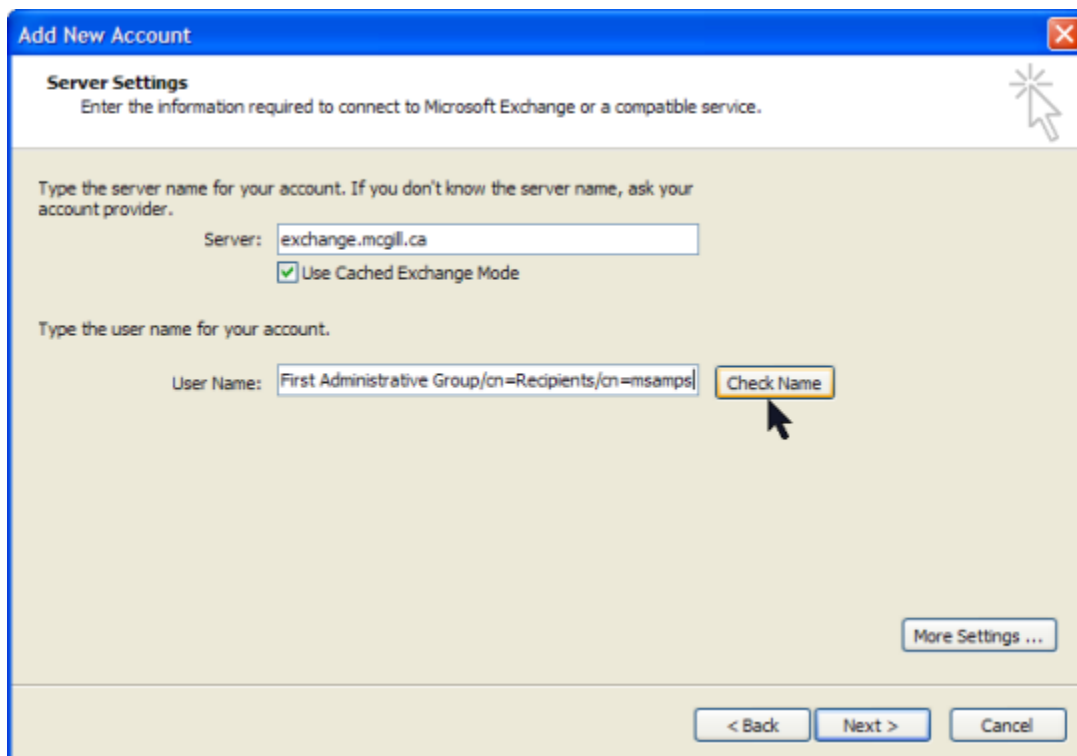 Add New Account
Server Settings
Enter the information required to connect to Microsoft Exchange or a compatible service.
Type the server name for your account. If you don't know the server name, ask your
account provider.
Server: exchange.mcgill.ca
Use Cached Exchange Mode
Type the user name for your account.
User Name: First Administrative Group/cn=Recipients/cn=msamps Check Name
More Settings ...
< Back Next > Cancel